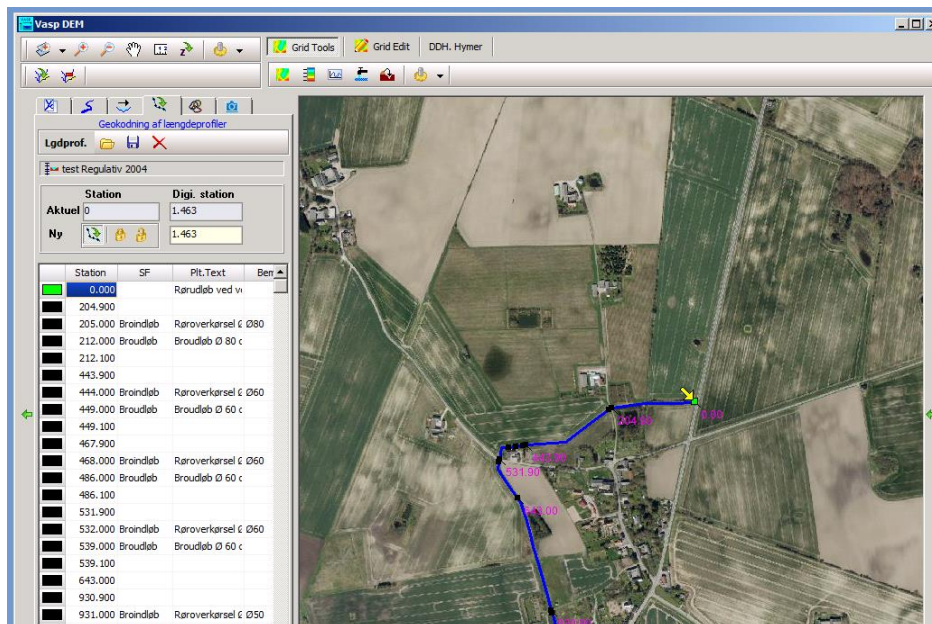 Vasp DEM
Grid Tools Grid Edit DDH. Hymer
Geokodning af længdeprofiler
Lgdprof.
test Regulativ 2004
Station Digi. station
Aktuel 0 1.463
Ny 1.463
Station SF Plt.Text Bem
0.000 Rørudløb ved v
204.900
205.000 Broindløb Røroverkørsel Ø80
212.000 Broudløb Broudløb Ø 80
212.100
443.900
444.000 Broindløb Røroverkørsel Ø60
449.000 Broudløb Broudløb Ø 60
449.100
467.900
468.000 Broindløb Røroverkørsel Ø60
486.000 Broudløb Broudløb Ø 60
486.100
531.900
532.000 Broindløb Røroverkørsel Ø60
539.000 Broudløb Broudløb Ø 60
539.100
643.000
930.900
931.000 Broindløb Røroverkørsel Ø50
0.00
204.90
531.90
643.00